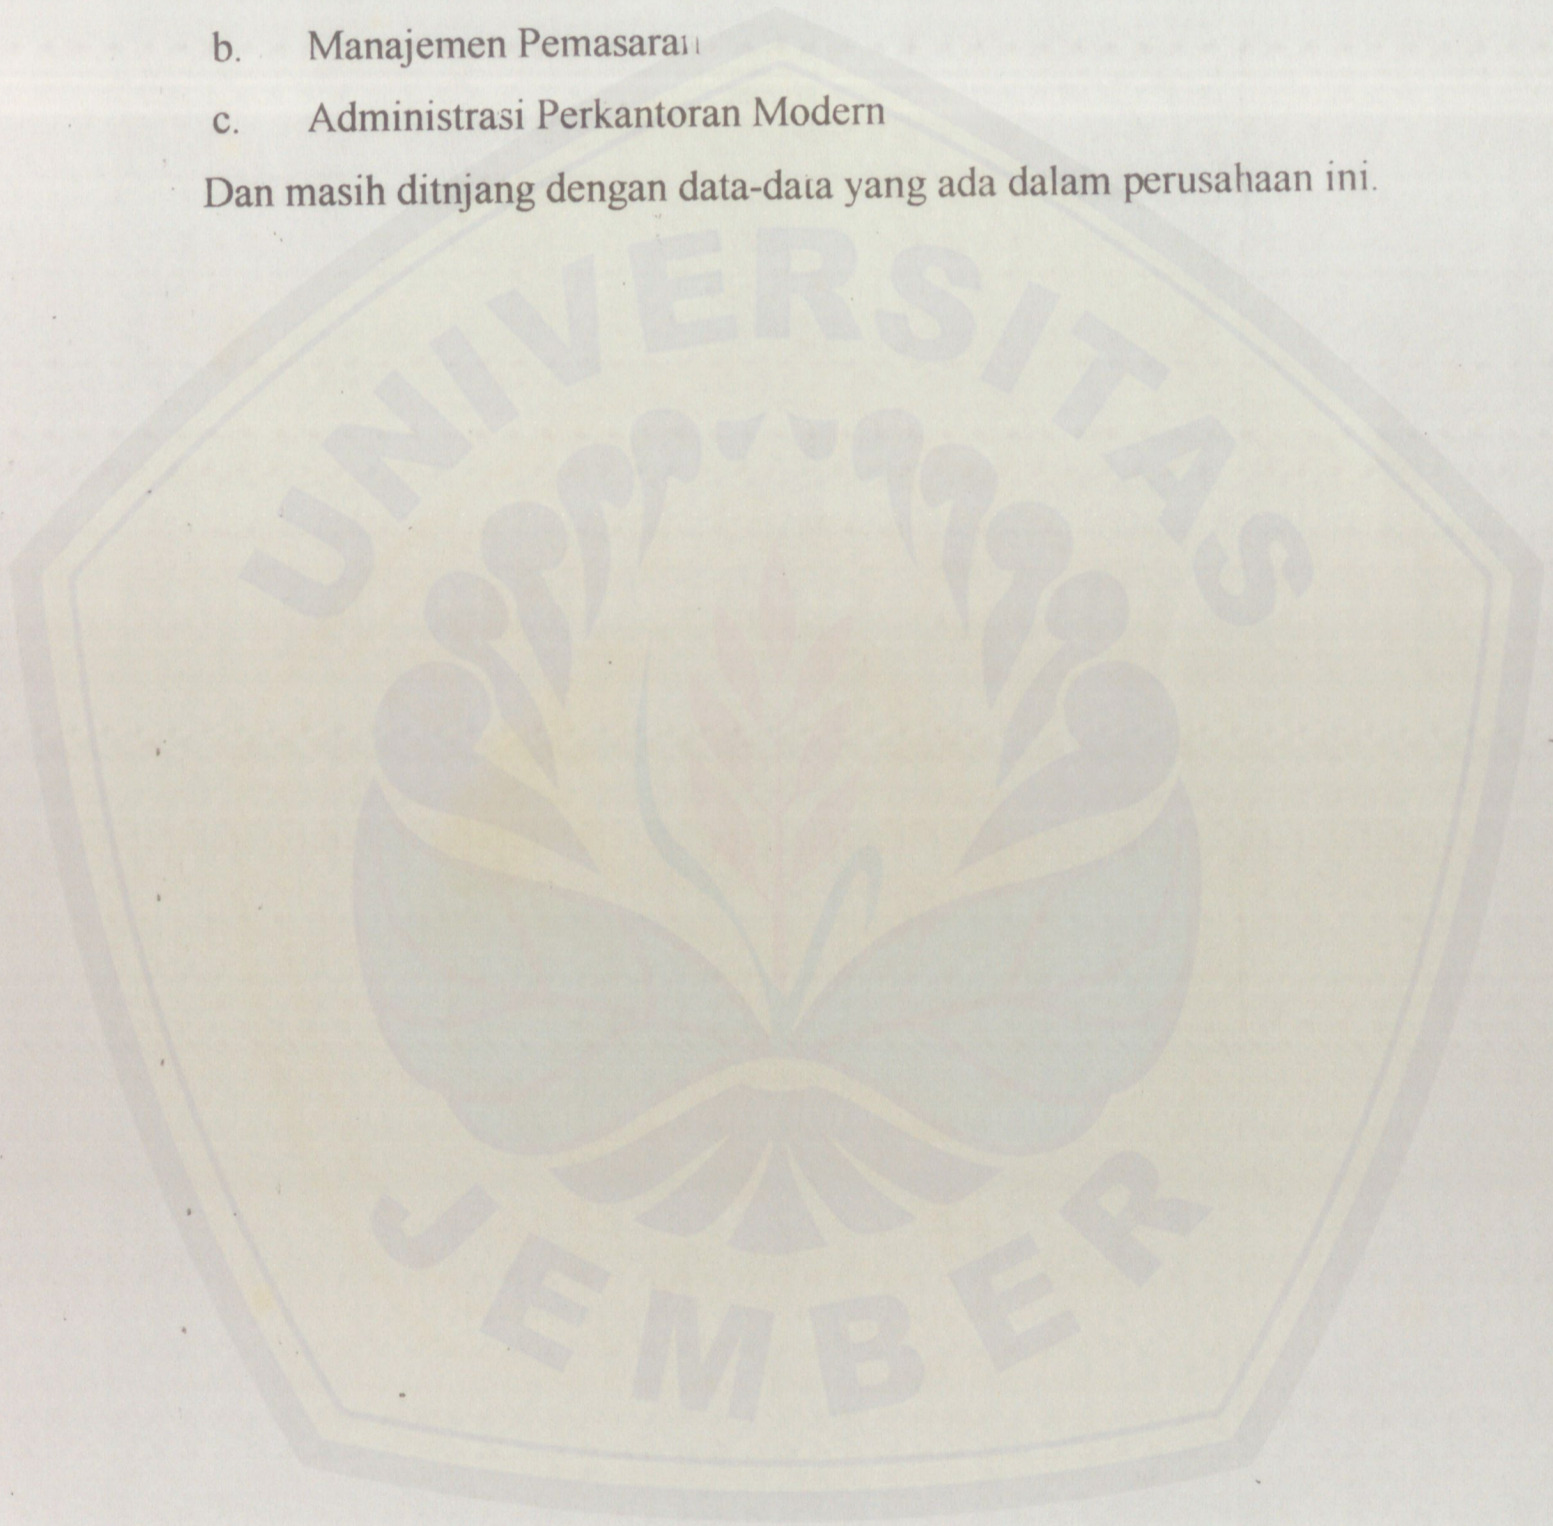 b. Manajemen Pemasaran
c. Administrasi Perkantoran Modern
Dan masih ditnjang dengan data-data yang ada dalam perusahaan ini.
UNIVERSITAS
JEMBER